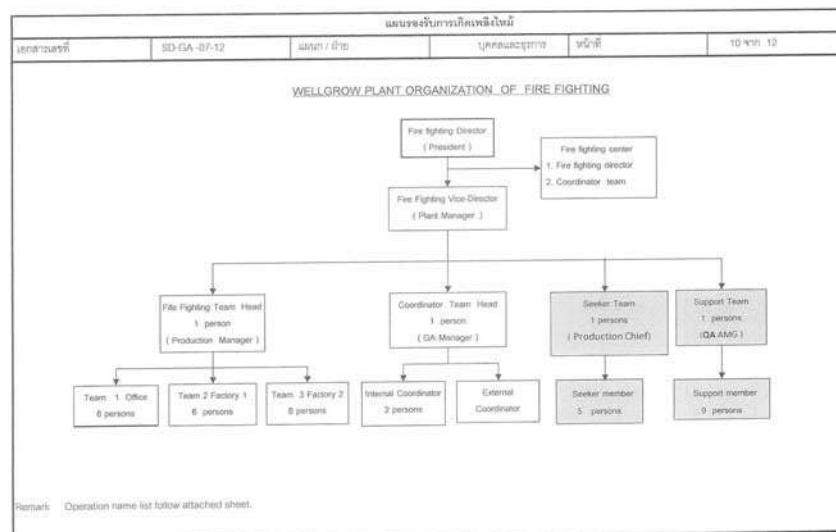 แผนรองรับการเกิดเพลิงไหม้
เอกสารเลขที่ SD-GA -07-12 แผนก / ฝ่าย บุคคลและธุรการ หน้าที่ 10 จาก 12
WELLGROW PLANT ORGANIZATION OF FIRE FIGHTING
Fire fighting Director
( President )
Fire fighting center
1. Fire fighting director
2. Coordinator team
Fire Fighting Vice-Director
( Plant Manager )
Fire Fighting Team Head
1 person
( Production Manager )
Coordinator Team Head
1 person
( GA Manager )
Seeker Team
1 persons
( Production Chief)
Support Team
1 persons
(QA AMG )
Team 1 Office
6 persons
Team 2 Factory 1
6 persons
Team 3 Factory 2
6 persons
Internal Coordinator
3 persons
External
Coordinator
Seeker member
5 persons
Support member
9 persons
Remark Operation name list follow attached sheet.